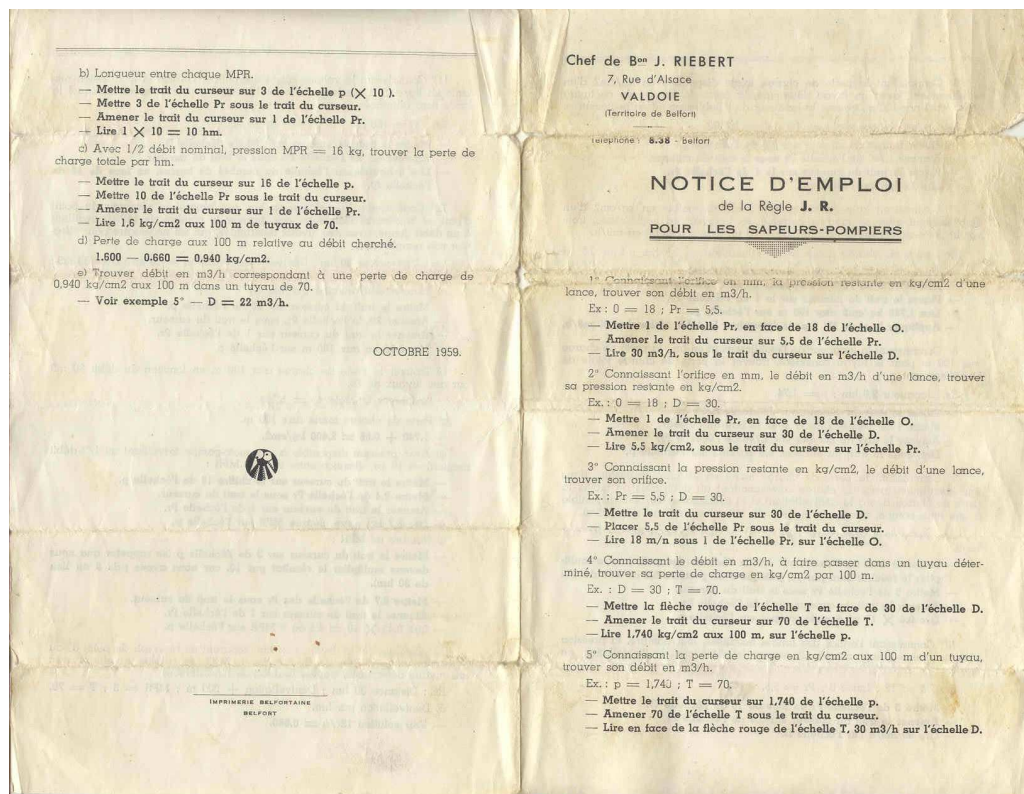 b) Longueur entre chaque MPR.
— Mettre le trait du curseur sur 3 de l'échelle p (X 10 ).
— Mettre 3 de l'échelle Pr sous le trait du curseur.
— Amener le trait du curseur sur 1 de l'échelle Pr.
— Lire 1 X 10 = 10 hm.
c) Avec 1/2 débit nominal, pression MPR = 16 kg, trouver la perte de
charge totale par hm.
— Mettre le trait du curseur sur 16 de l'échelle p.
— Mettre 10 de l'échelle Pr sous le trait du curseur.
— Amener le trait du curseur sur 1 de l'échelle Pr.
— Lire 1,6 kg/cm2 aux 100 m de tuyaux de 70.
d) Perte de charge aux 100 m relative au débit cherché.
1.600 — 0.660 = 0,940 kg/cm2.
e) Trouver débit en m3/h correspondant à une perte de charge de
0,940 kg/cm2 aux 100 m dans un tuyau de 70.
— Voir exemple 5° — D = 22 m3/h.
OCTOBRE 1959.
IMPRIMERIE BELFORTAINE
BELFORT
Chef de Bon J. RIEBERT
7, Rue d'Alsace
VALDOIE
(Territoire de Belfort)
Téléphone : 8.38 - Belfort
NOTICE D'EMPLOI
de la Règle J. R.
POUR LES SAPEURS-POMPIERS
1° Connaissant l'orifice en mm, la pression restante en kg/cm2 d'une
lance, trouver son débit en m3/h.
Ex : 0 = 18 ; Pr = 5,5.
— Mettre 1 de l'échelle Pr, en face de 18 de l'échelle O.
— Amener le trait du curseur sur 5,5 de l'échelle Pr.
— Lire 30 m3/h, sous le trait du curseur sur l'échelle D.
2° Connaissant l'orifice en mm, le débit en m3/h d'une lance, trouver
sa pression restante en kg/cm2.
Ex. : 0 = 18 ; D = 30.
— Mettre 1 de l'échelle Pr, en face de 18 de l'échelle O.
— Amener le trait du curseur sur 30 de l'échelle D.
— Lire 5,5 kg/cm2, sous le trait du curseur sur l'échelle Pr.
3° Connaissant la pression restante en kg/cm2, le débit d'une lance,
trouver son orifice.
Ex. : Pr = 5,5 ; D = 30.
— Mettre le trait du curseur sur 30 de l'échelle D.
— Placer 5,5 de l'échelle Pr sous le trait du curseur.
— Lire 18 m/n sous 1 de l'échelle Pr, sur l'échelle O.
4° Connaissant le débit en m3/h, à faire passer dans un tuyau déter-
miné, trouver sa perte de charge en kg/cm2 par 100 m.
Ex. : D = 30 ; T = 70.
— Mettre la flèche rouge de l'échelle T en face de 30 de l'échelle D.
— Amener le trait du curseur sur 70 de l'échelle T.
— Lire 1,740 kg/cm2 aux 100 m, sur l'échelle p.
5° Connaissant la perte de charge en kg/cm2 aux 100 m d'un tuyau,
trouver son débit en m3/h.
Ex. : p = 1,740 ; T = 70.
— Mettre le trait du curseur sur 1,740 de l'échelle p.
— Amener 70 de l'échelle T sous le trait du curseur.
— Lire en face de la flèche rouge de l'échelle T, 30 m3/h sur l'échelle D.